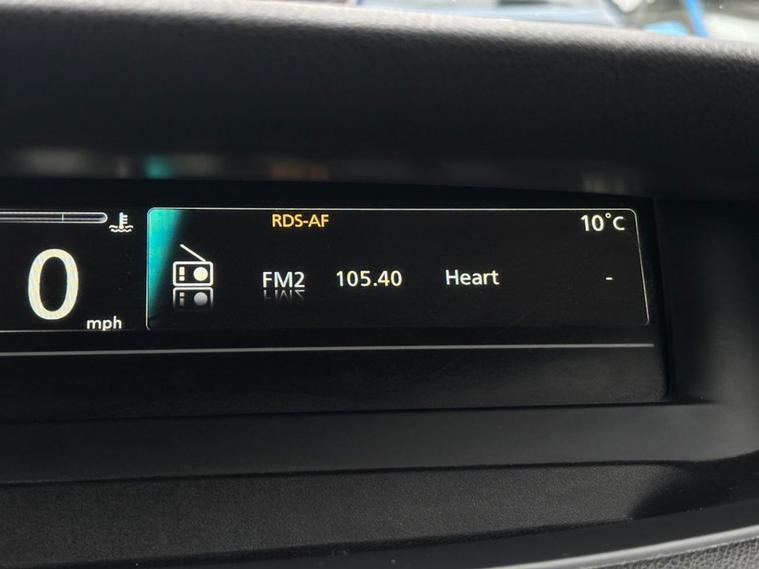 RDS-AF 10°C
FM2 105.40 Heart -
0
mph